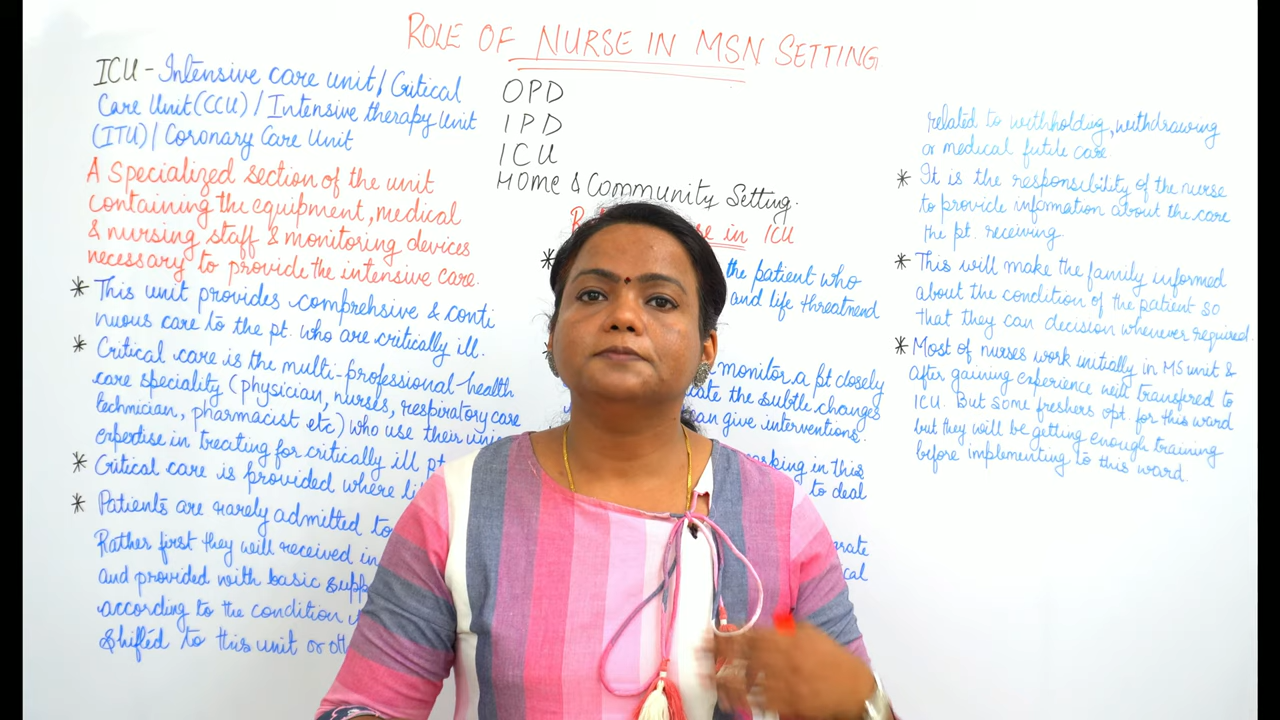 ROLE OF NURSE IN MSN SETTING
ICU - Intensive care unit/ Critical
Care Unit (CCU) / Intensive therapy Unit
(ITU)/ Coronary Care Unit
A Specialized section of the unit
containing the equipment, medical
& nursing staff & monitoring devices
necessary to provide the intensive care.
* This unit provides comprehsive & conti
nuous care to the pt. who are critically ill.
* Critical care is the multi-professional health
care speciality (physician, nurses, respiratory care
technician, pharmacist etc) who use their
expertise in treating for critically ill pt
* Critical care is provided where
* Patients are rarely admitted to
Rather first they will received in
and provided with basic
according to the condition
shifted to this unit or
OPD
IPD
ICU
Home & Community Setting.
in ICU
* the patient who
and life threatend
monitor a pt closely
the subtle changes
can give interventions.
in this
to deal
related to withholding, withdrawing
or medical futile care
* It is the responsibility of the nurse
to provide information about the care
the pt. receiving
* This will make the family informed
about the condition of the patient so
that they can decision whenever required.
* Most of nurses work initially in MS unit &
after gaining experience will transferred to
ICU. But some freshers opt. for this ward
but they will be getting enough training
before implementing to this ward.